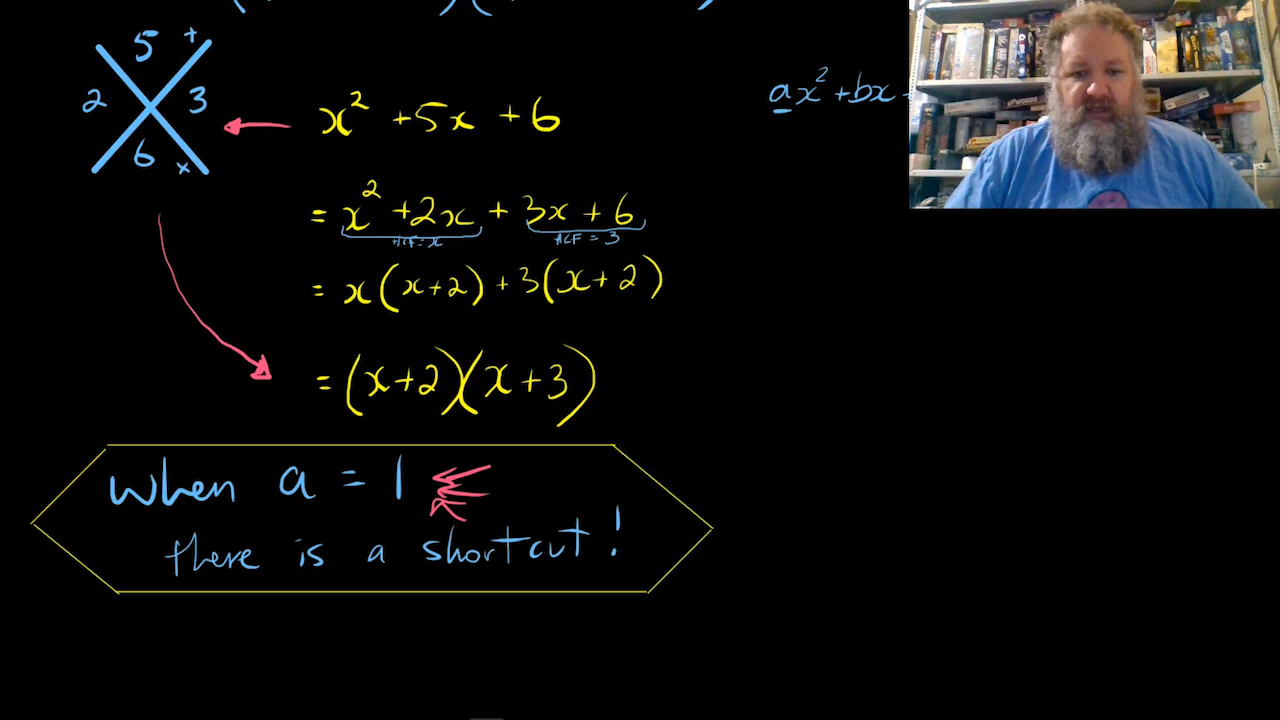 5 +
2 3
6 x
x² + 5x + 6
ax² + bx
= x² + 2x + 3x + 6
HCF = x HCF = 3
= x(x+2) + 3(x+2)
= (x+2)(x+3)
When a = 1
there is a shortcut!